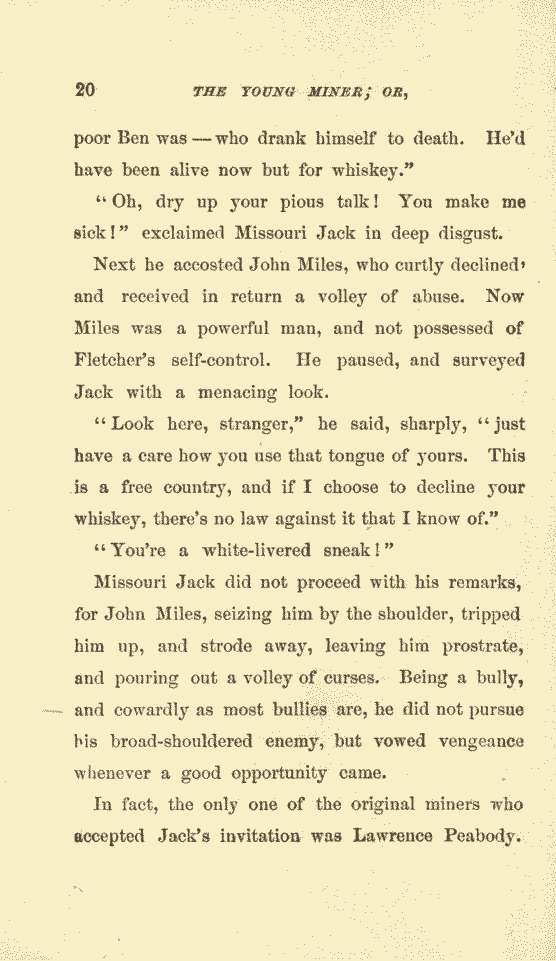 20 THE YOUNG MINER; OR,
poor Ben was — who drank himself to death. He'd
have been alive now but for whiskey."
"Oh, dry up your pious talk! You make me
sick!" exclaimed Missouri Jack in deep disgust.
Next he accosted John Miles, who curtly declined,
and received in return a volley of abuse. Now
Miles was a powerful man, and not possessed of
Fletcher's self-control. He paused, and surveyed
Jack with a menacing look.
"Look here, stranger," he said, sharply, "just
have a care how you use that tongue of yours. This
is a free country, and if I choose to decline your
whiskey, there's no law against it that I know of."
"You're a white-livered sneak!"
Missouri Jack did not proceed with his remarks,
for John Miles, seizing him by the shoulder, tripped
him up, and strode away, leaving him prostrate,
and pouring out a volley of curses. Being a bully,
and cowardly as most bullies are, he did not pursue
his broad-shouldered enemy, but vowed vengeance
whenever a good opportunity came.
In fact, the only one of the original miners who
accepted Jack's invitation was Lawrence Peabody.